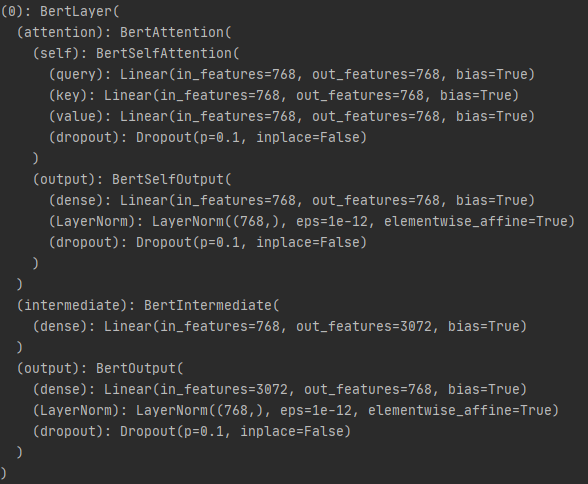 (0): BertLayer(
  (attention): BertAttention(
    (self): BertSelfAttention(
      (query): Linear(in_features=768, out_features=768, bias=True)
      (key): Linear(in_features=768, out_features=768, bias=True)
      (value): Linear(in_features=768, out_features=768, bias=True)
      (dropout): Dropout(p=0.1, inplace=False)
    )
    (output): BertSelfOutput(
      (dense): Linear(in_features=768, out_features=768, bias=True)
      (LayerNorm): LayerNorm((768,), eps=1e-12, elementwise_affine=True)
      (dropout): Dropout(p=0.1, inplace=False)
    )
  )
  (intermediate): BertIntermediate(
    (dense): Linear(in_features=768, out_features=3072, bias=True)
  )
  (output): BertOutput(
    (dense): Linear(in_features=3072, out_features=768, bias=True)
    (LayerNorm): LayerNorm((768,), eps=1e-12, elementwise_affine=True)
    (dropout): Dropout(p=0.1, inplace=False)
  )
)